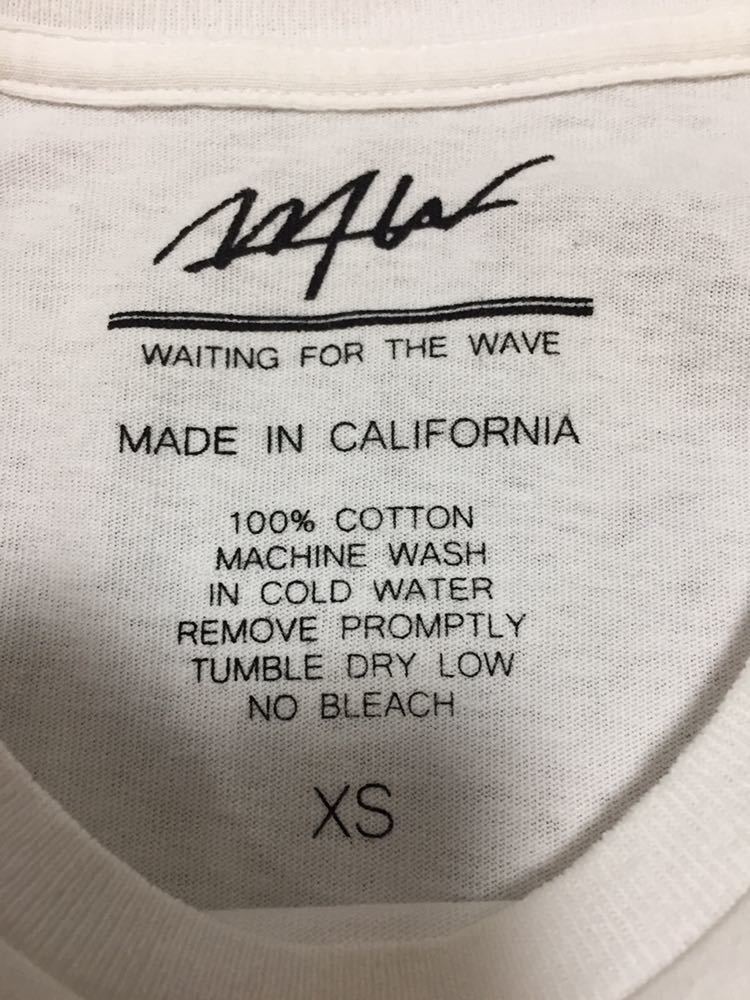 WAITING FOR THE WAVE
MADE IN CALIFORNIA
100% COTTON
MACHINE WASH
IN COLD WATER
REMOVE PROMPTLY
TUMBLE DRY LOW
NO BLEACH
XS